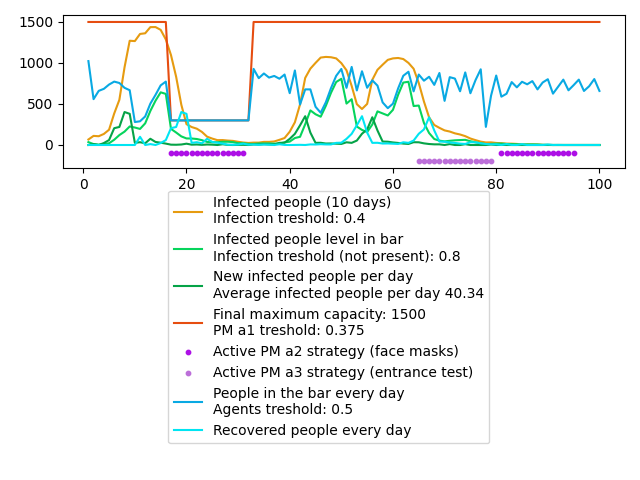 1500
1000
500
0
0 20 40 60 80 100
Infected people (10 days)
Infection treshold: 0.4
Infected people level in bar
Infection treshold (not present): 0.8
New infected people per day
Average infected people per day 40.34
Final maximum capacity: 1500
PM a1 treshold: 0.375
Active PM a2 strategy (face masks)
Active PM a3 strategy (entrance test)
People in the bar every day
Agents treshold: 0.5
Recovered people every day